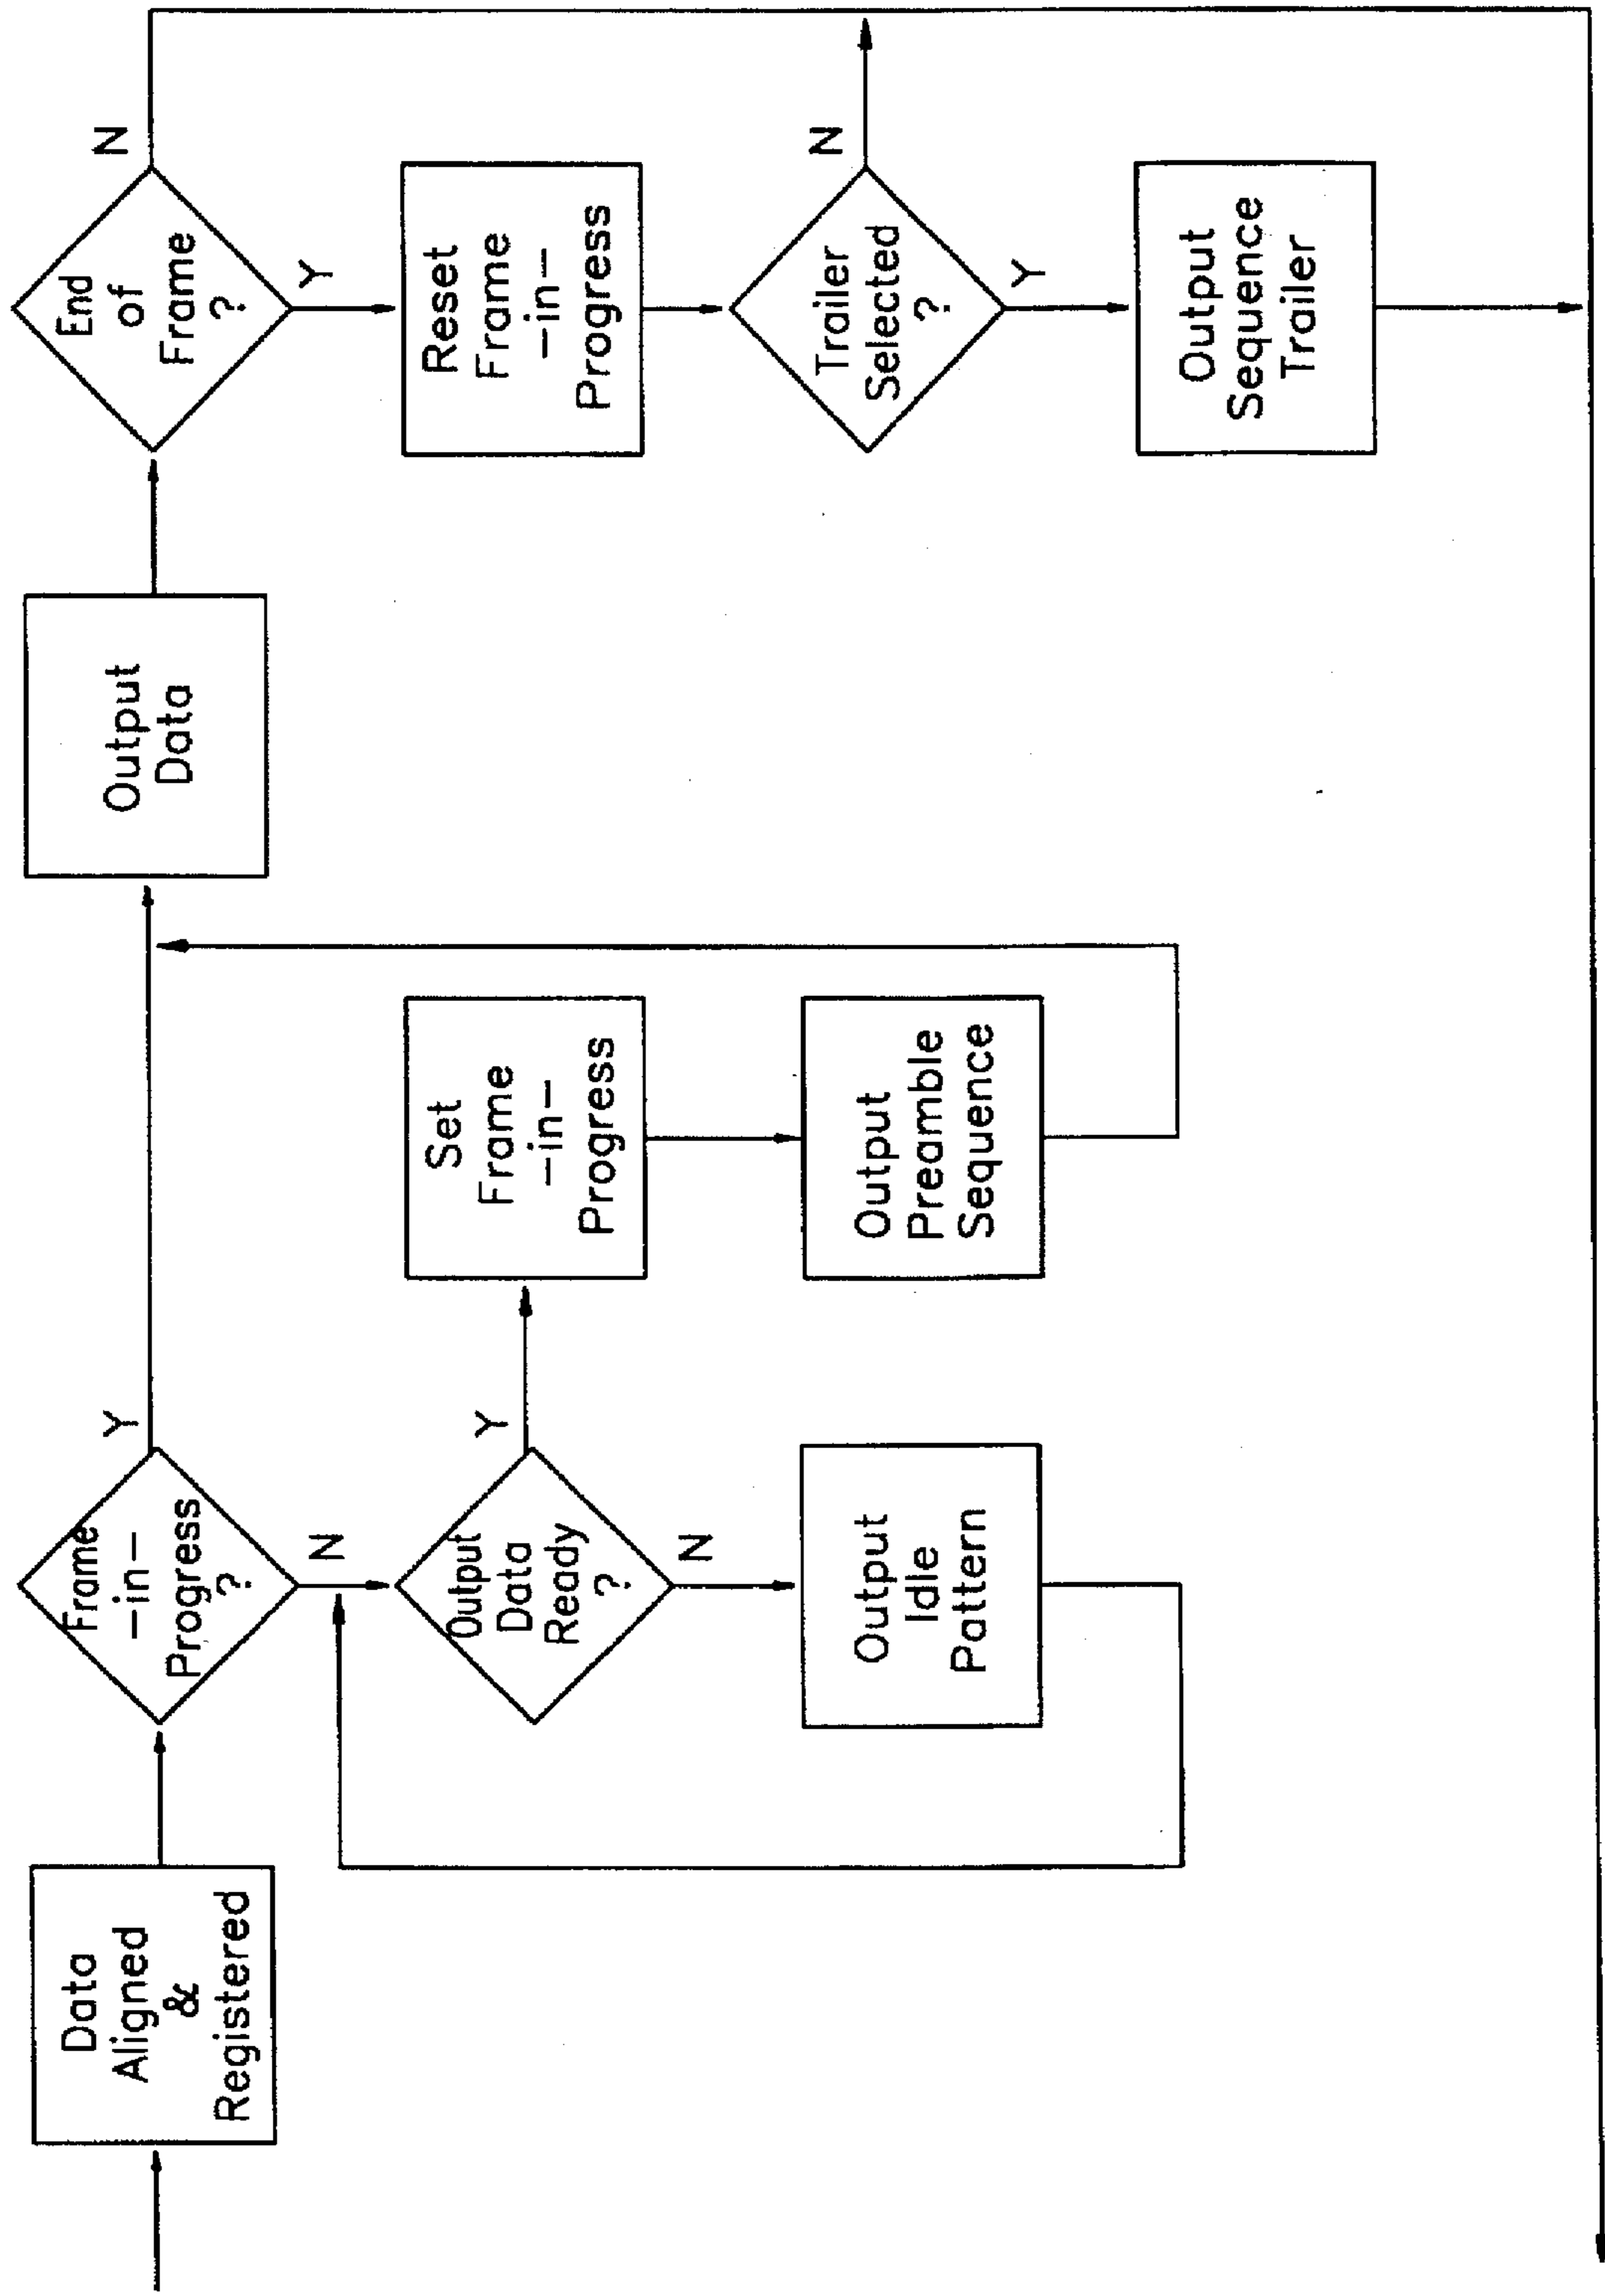 Data
Aligned
&
Registered
Frame
-in-
Progress
?
Y
N
Output
Data
Ready
?
Y
N
Output
Idle
Pattern
Set
Frame
-in-
Progress
Output
Preamble
Sequence
Output
Data
End
of
Frame
?
N
Y
Reset
Frame
-in-
Progress
Trailer
Selected
?
N
Y
Output
Sequence
Trailer